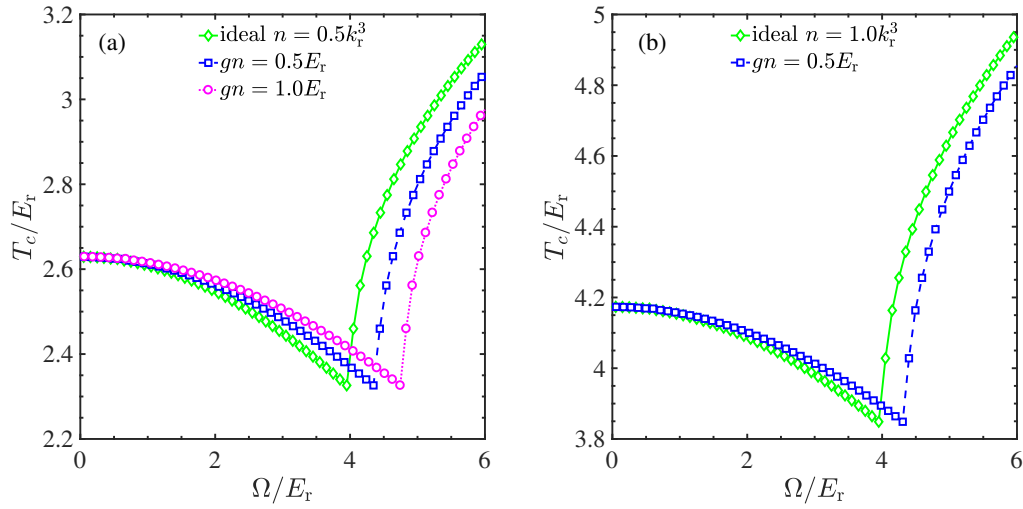 (a)
ideal n = 0.5k_r^3
gn = 0.5E_r
gn = 1.0E_r
3.2
3
2.8
2.6
2.4
2.2
T_c/E_r
0 2 4 6
Ω/E_r
(b)
ideal n = 1.0k_r^3
gn = 0.5E_r
5
4.8
4.6
4.4
4.2
4
3.8
T_c/E_r
0 2 4 6
Ω/E_r